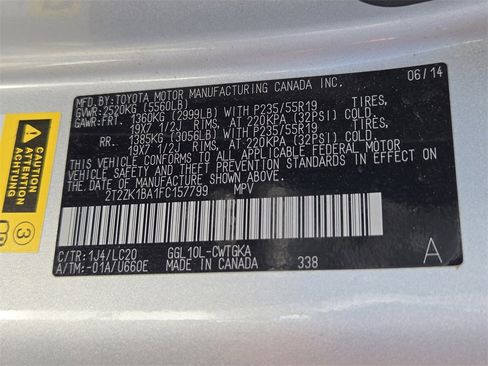 MFD.BY:TOYOTA MOTOR MANUFACTURING CANADA INC. 06/14
GVWR:2520KG (5560LB)
GAWR:FRT. 1360KG (2999LB) WITH P235/55R19 TIRES,
19X7 1/2J RIMS, AT 220KPA (32PSI) COLD
RR. 1385KG (3056LB) WITH P235/55R19 TIRES,
19X7 1/2J RIMS, AT 220KPA (32PSI) COLD
THIS VEHICLE CONFORMS TO ALL APPLICABLE FEDERAL MOTOR
VEHICLE SAFETY AND THEFT PREVENTION STANDARDS IN EFFECT ON
THE DATE OF MANUFACTURE SHOWN ABOVE.
2T2ZK1BA1FC157799 MPV
C/TR:1J4/LC20 GGL10L-CWTGKA
A/TM:-01A/U660E MADE IN CANADA 338 A
CAUTION
ATTENTION
ACHTUNG
3